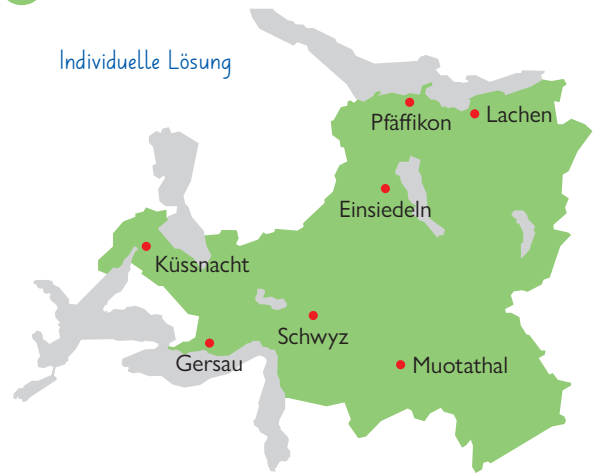 Individuelle Lösung
Pfäffikon
Lachen
Einsiedeln
Küssnacht
Schwyz
Gersau
Muotathal